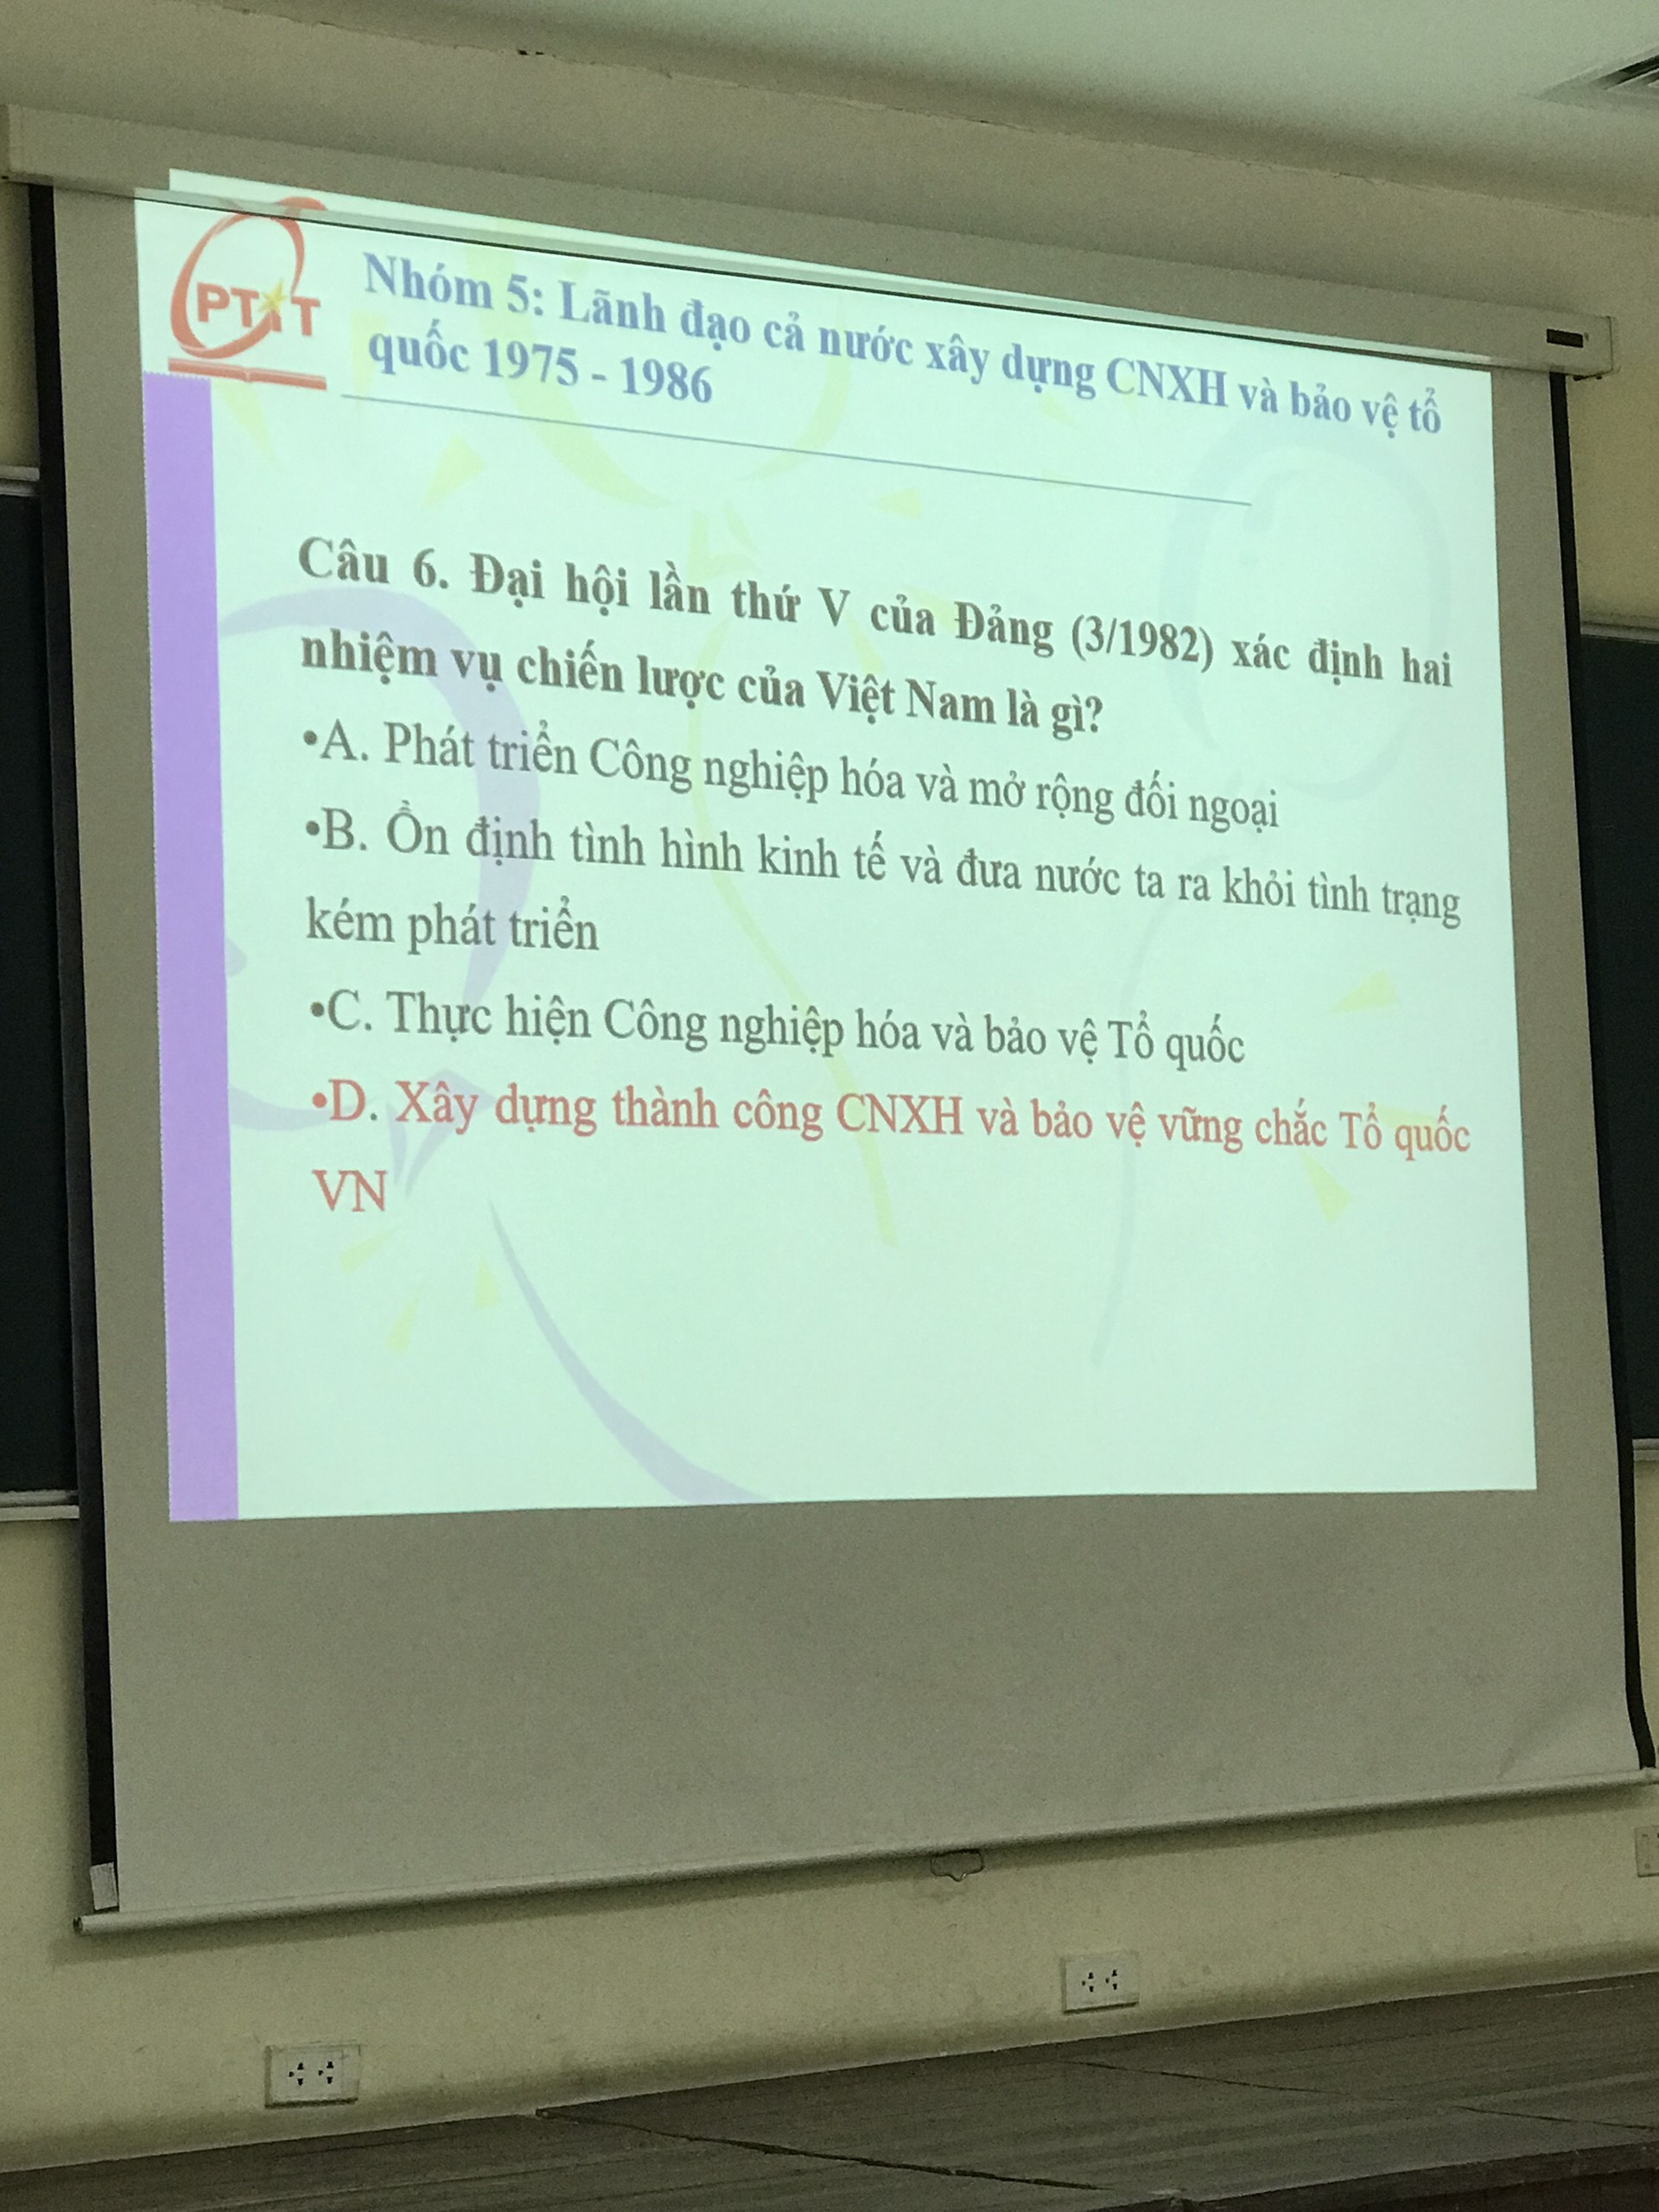 PTIT
Nhóm 5: Lãnh đạo cả nước xây dựng CNXH và bảo vệ tổ
quốc 1975 - 1986
Câu 6. Đại hội lần thứ V của Đảng (3/1982) xác định hai
nhiệm vụ chiến lược của Việt Nam là gì?
•A. Phát triển Công nghiệp hóa và mở rộng đối ngoại
•B. Ổn định tình hình kinh tế và đưa nước ta ra khỏi tình trạng
kém phát triển
•C. Thực hiện Công nghiệp hóa và bảo vệ Tổ quốc
•D. Xây dựng thành công CNXH và bảo vệ vững chắc Tổ quốc
VN